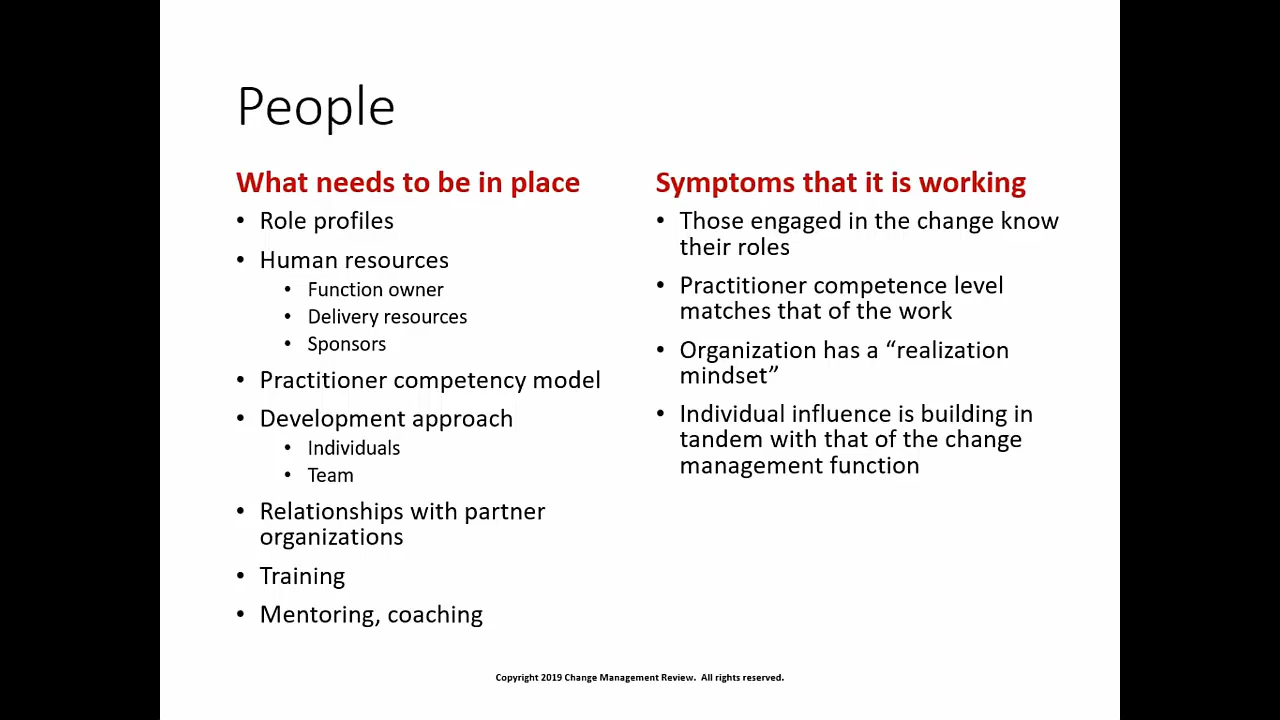 People
What needs to be in place
• Role profiles
• Human resources
• Function owner
• Delivery resources
• Sponsors
• Practitioner competency model
• Development approach
• Individuals
• Team
• Relationships with partner
organizations
• Training
• Mentoring, coaching
Symptoms that it is working
• Those engaged in the change know
their roles
• Practitioner competence level
matches that of the work
• Organization has a “realization
mindset”
• Individual influence is building in
tandem with that of the change
management function
Copyright 2019 Change Management Review.  All rights reserved.